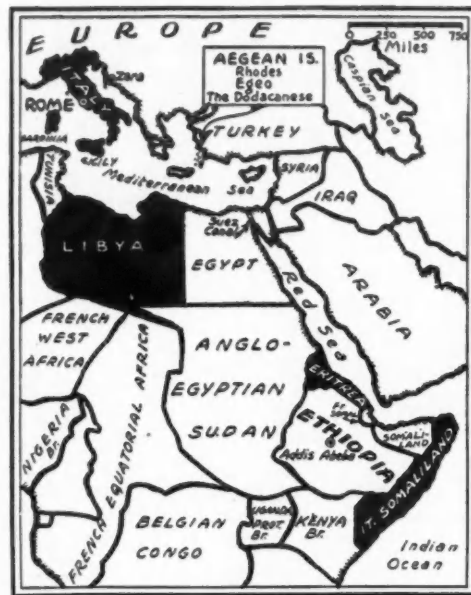 EUROPE
0 250 500 750
Miles
AEGEAN IS.
Rhodes
Egeo
The Dodacanese
Caspian Sea
ITALY
Zara
ROME
SARDINIA
SICILY
TURKEY
TUNISIA
Mediterranean Sea
SYRIA
IRAQ
Suez
Canal
LIBYA
EGYPT
Red Sea
ARABIA
FRENCH
WEST
AFRICA
ANGLO-
EGYPTIAN
SUDAN
ERITREA
FRENCH EQUATORIAL AFRICA
ETHIOPIA
Addis Ababa
SOMALI-
LAND
IT. SOMALILAND
NIGERIA
Br.
BELGIAN
CONGO
UGANDA
PROT.
Br.
KENYA
Br.
Indian
Ocean